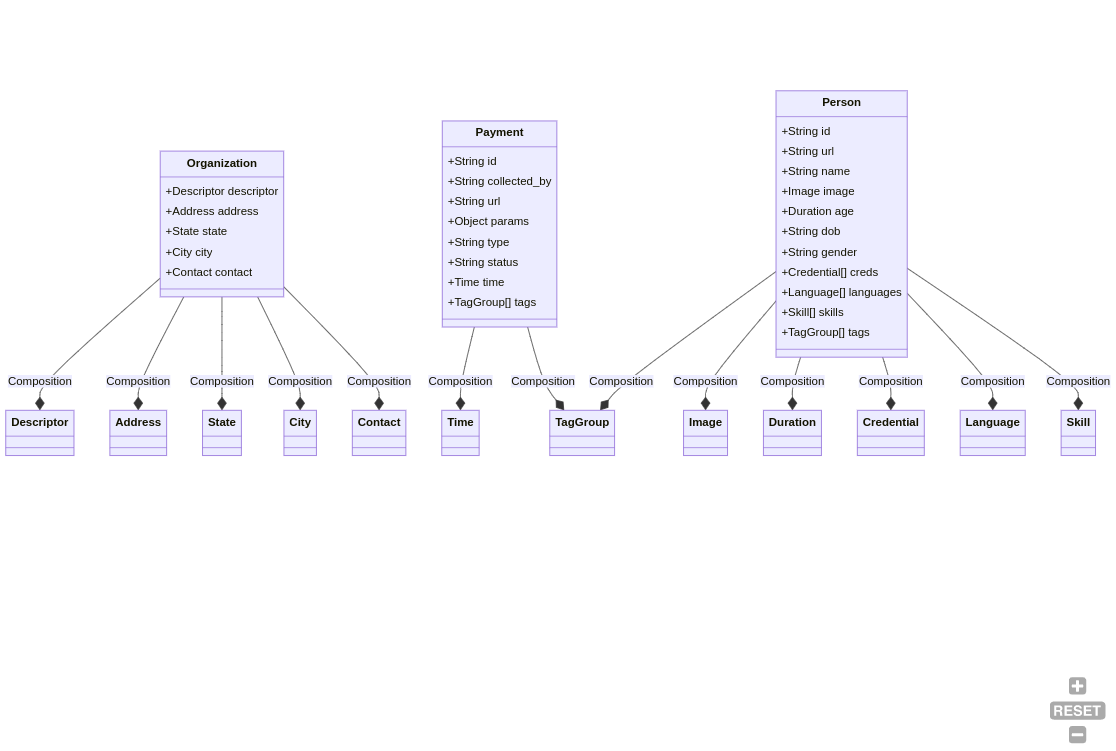 Organization
+Descriptor descriptor
+Address address
+State state
+City city
+Contact contact
Payment
+String id
+String collected_by
+String url
+Object params
+String type
+String status
+Time time
+TagGroup[] tags
Person
+String id
+String url
+String name
+Image image
+Duration age
+String dob
+String gender
+Credential[] creds
+Language[] languages
+Skill[] skills
+TagGroup[] tags
Composition Composition Composition Composition Composition Composition Composition Composition Composition Composition Composition Composition Composition
Descriptor Address State City Contact Time TagGroup Image Duration Credential Language Skill
RESET